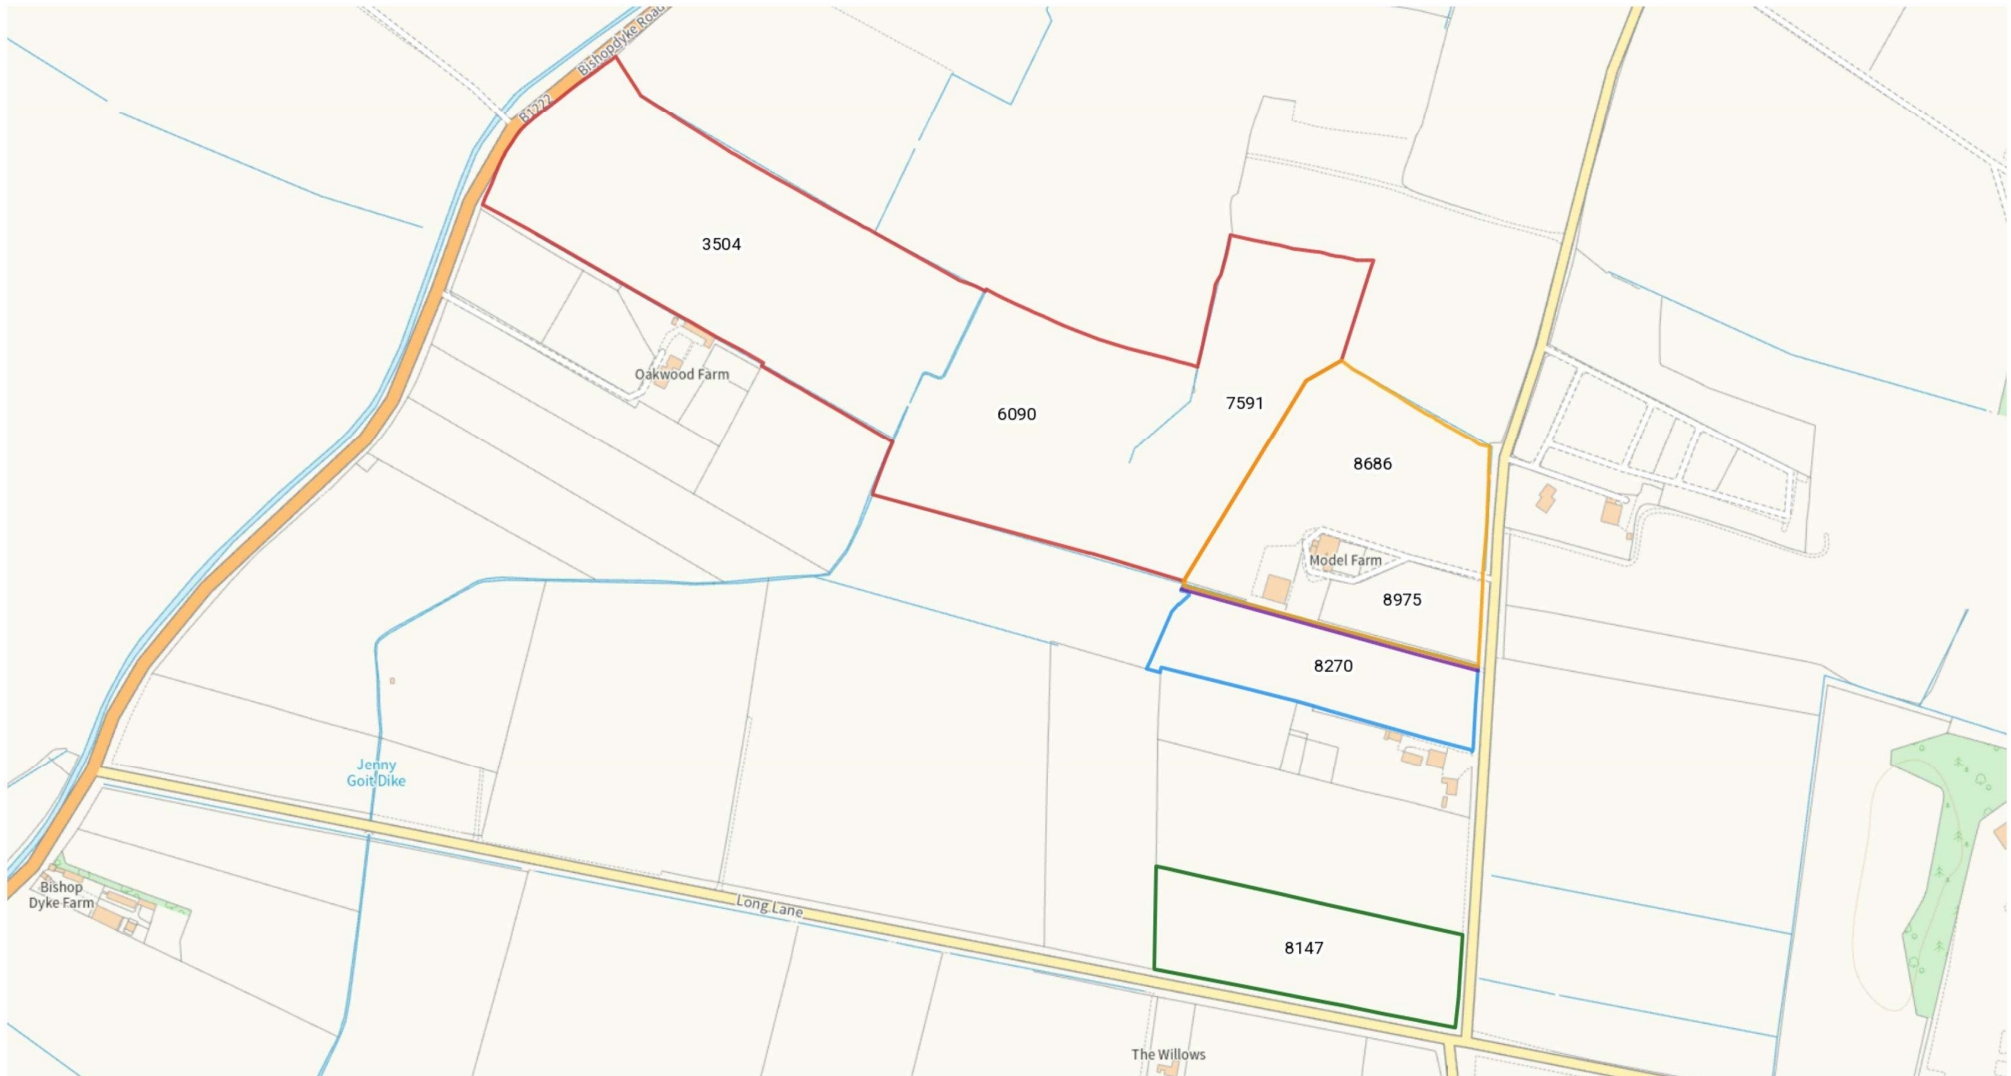 Bishopdyke Road
B1222
3504
Oakwood Farm
6090
7591
8686
Model Farm
8975
8270
Jenny
Goit Dike
Bishop
Dyke Farm
Long Lane
8147
The Willows